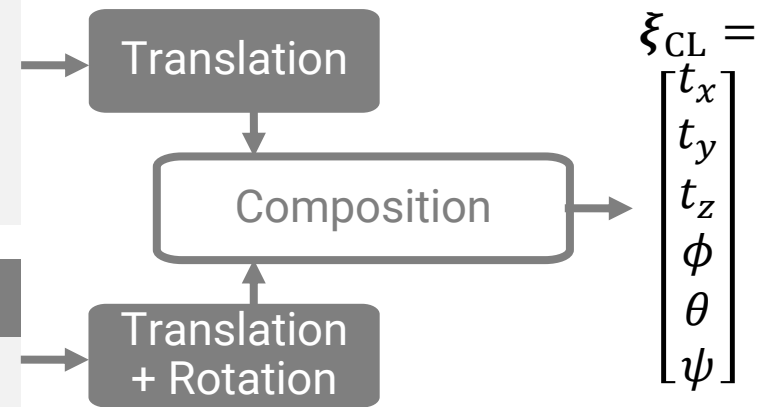 Translation
Composition
Translation
+ Rotation
𝝃CL =
tx
ty
tz
ϕ
θ
ψ